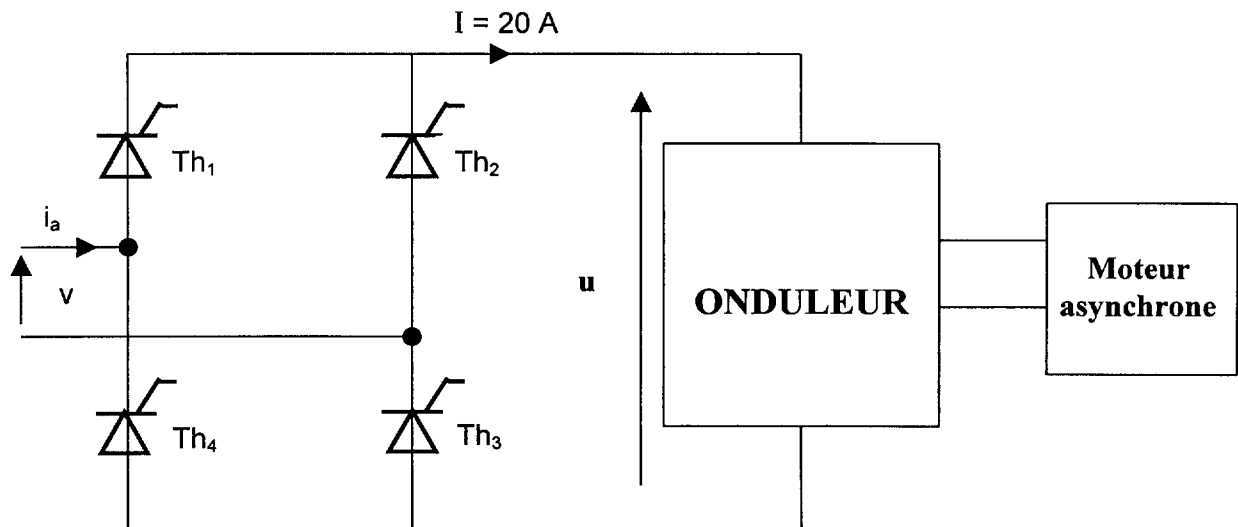 I = 20 A
Th₁
Th₂
iₐ
v
u
ONDULEUR
Moteur
asynchrone
Th₄
Th₃